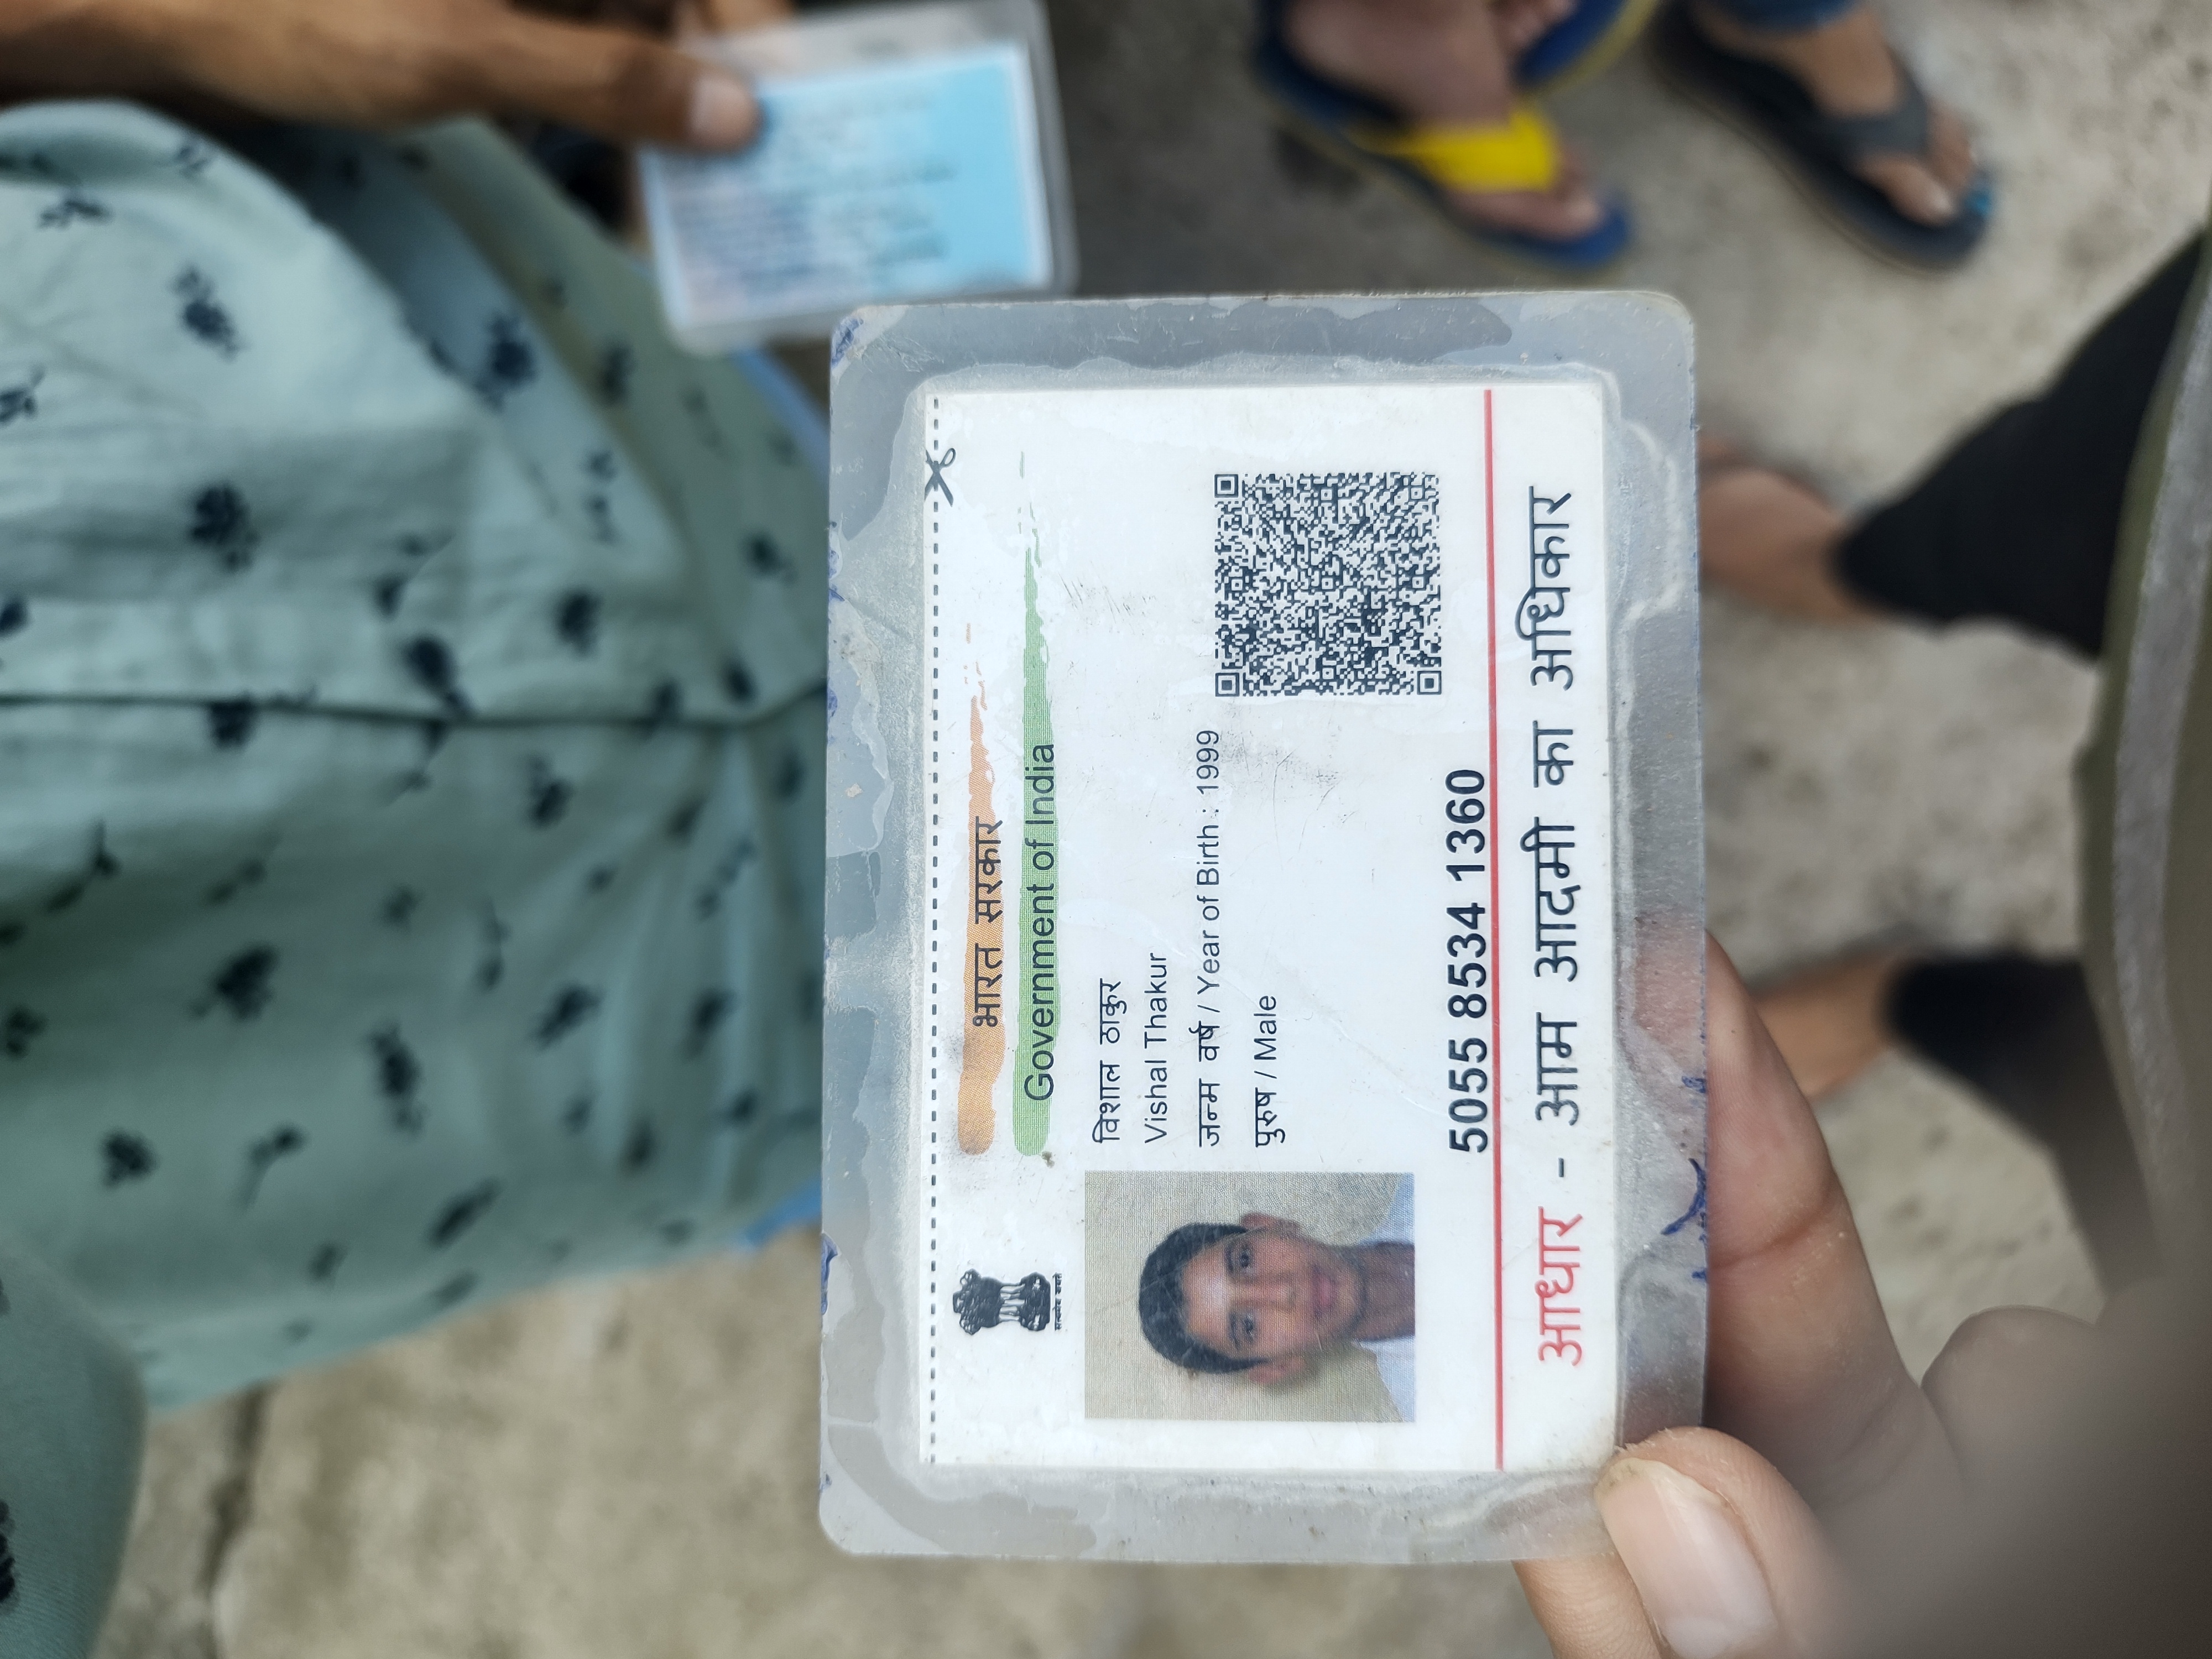 भारत सरकार
Government of India
सत्यमेव जयते
विशाल ठाकुर
Vishal Thakur
जन्म वर्ष / Year of Birth : 1999
पुरुष / Male
5055 8534 1360
आधार - आम आदमी का अधिकार